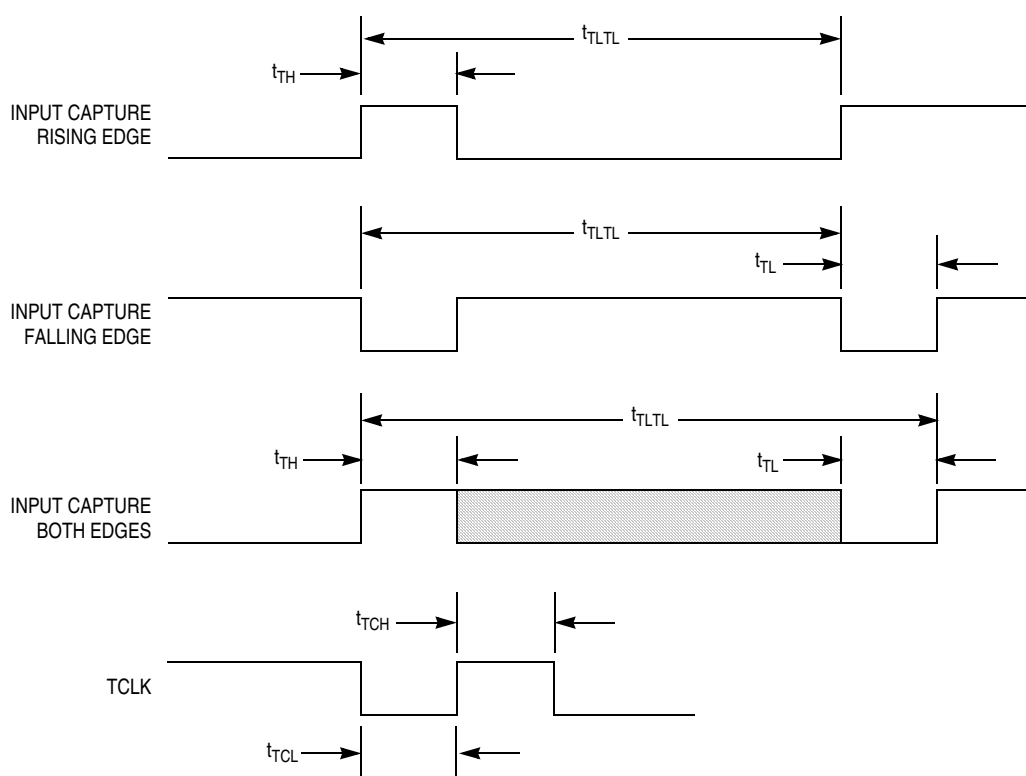 tTLTL
tTH
INPUT CAPTURE
RISING EDGE
tTLTL
tTL
INPUT CAPTURE
FALLING EDGE
tTLTL
tTH
tTL
INPUT CAPTURE
BOTH EDGES
tTCH
TCLK
tTCL